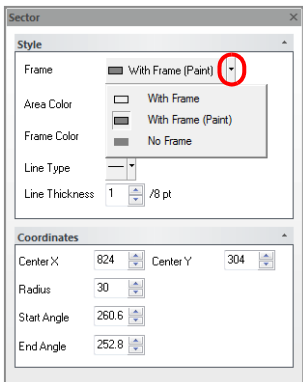 Sector
Style
Frame With Frame (Paint)
With Frame
Area Color
With Frame (Paint)
Frame Color
No Frame
Line Type
Line Thickness 1 /8 pt
Coordinates
Center X 824 Center Y 304
Radius 30
Start Angle 260.6
End Angle 252.8